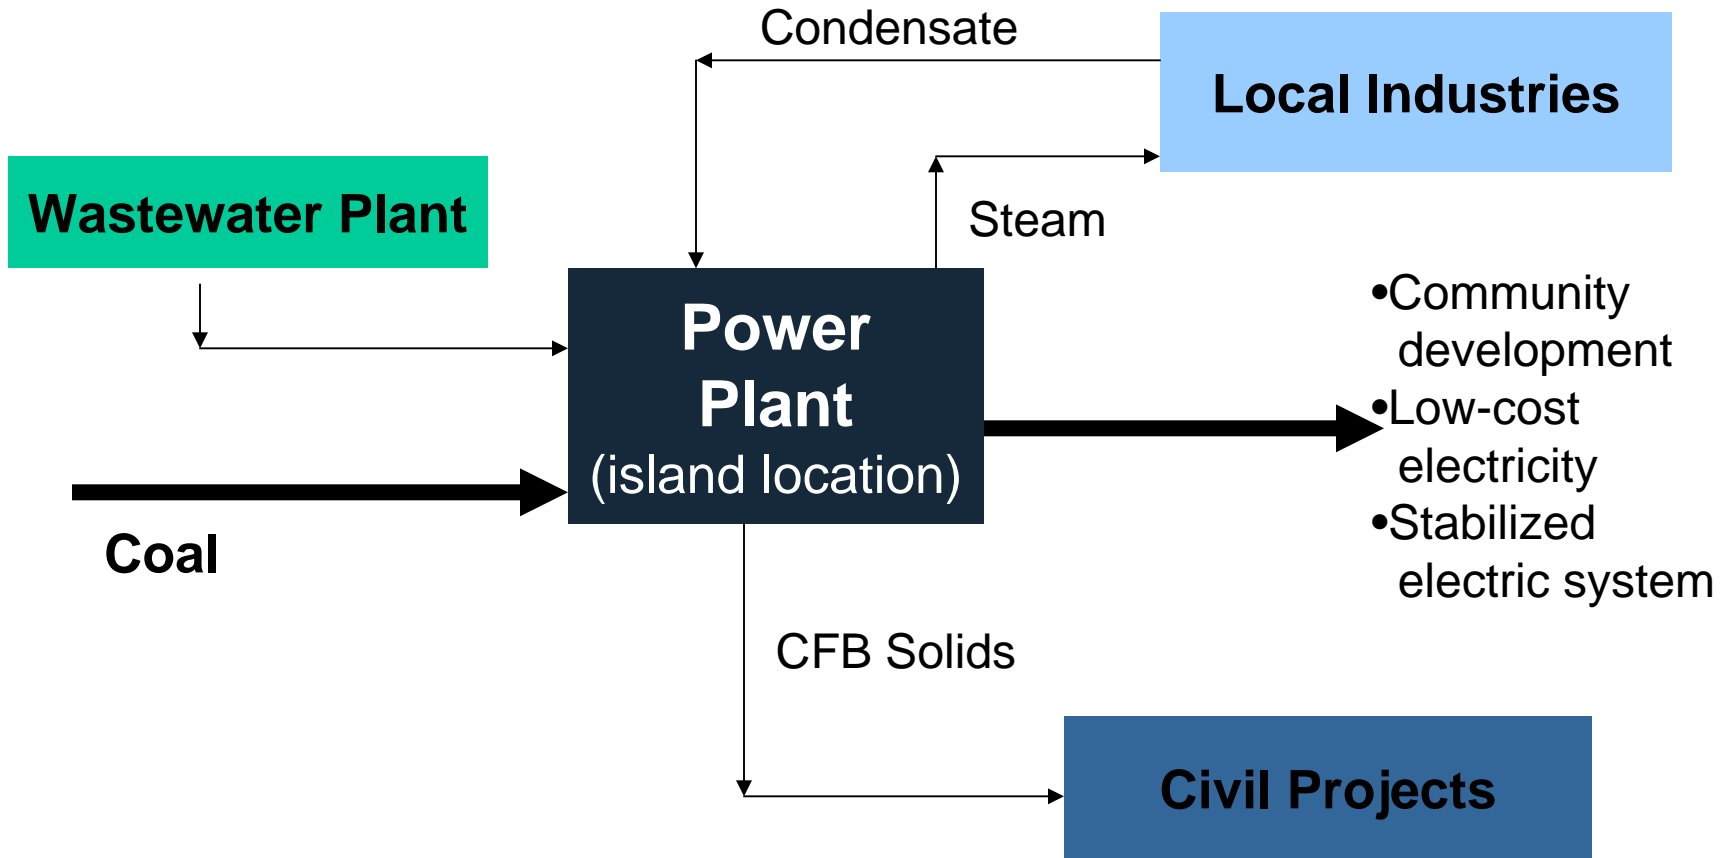 Condensate
Local Industries
Wastewater Plant
Steam
Power
Plant
(island location)
•Community
development
•Low-cost
electricity
•Stabilized
electric system
Coal
CFB Solids
Civil Projects